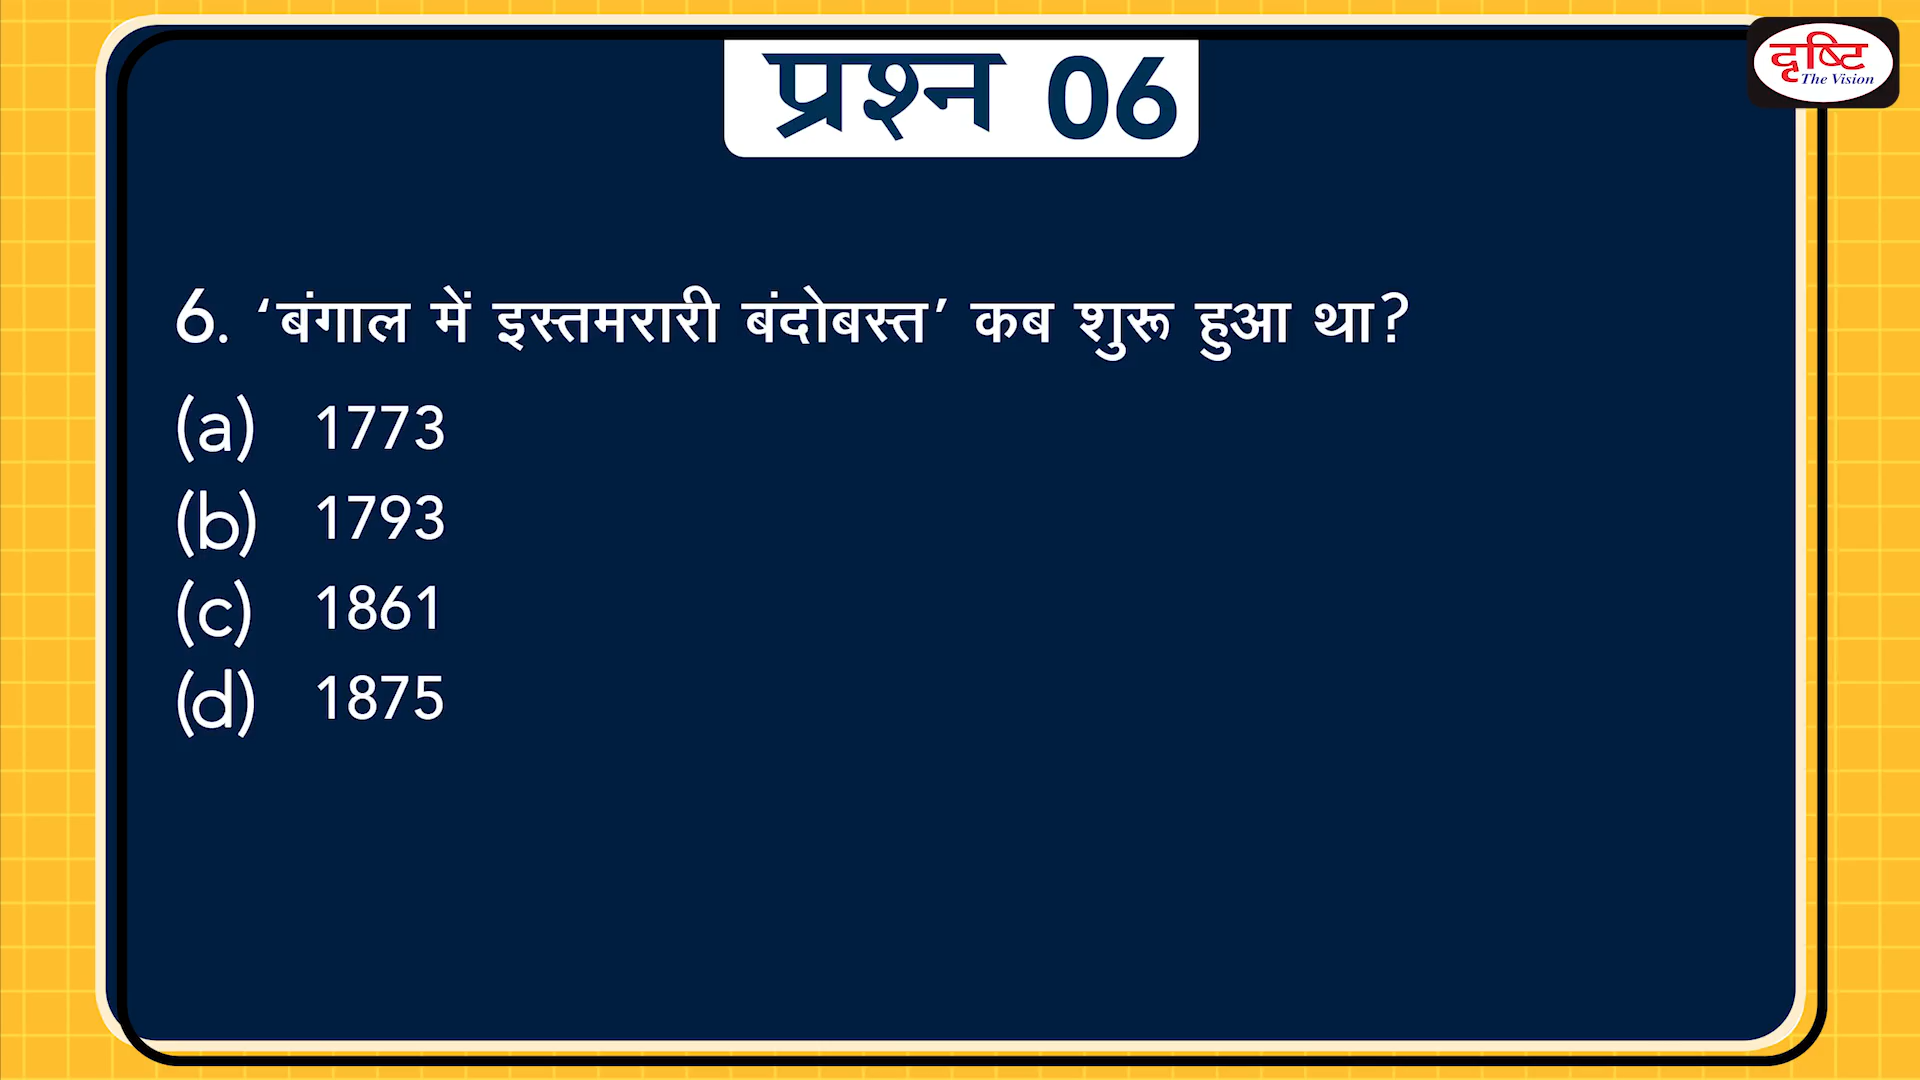 दृष्टि
The Vision
प्रश्न 06
6. ‘बंगाल में इस्तमरारी बंदोबस्त’ कब शुरू हुआ था?
(a) 1773
(b) 1793
(c) 1861
(d) 1875